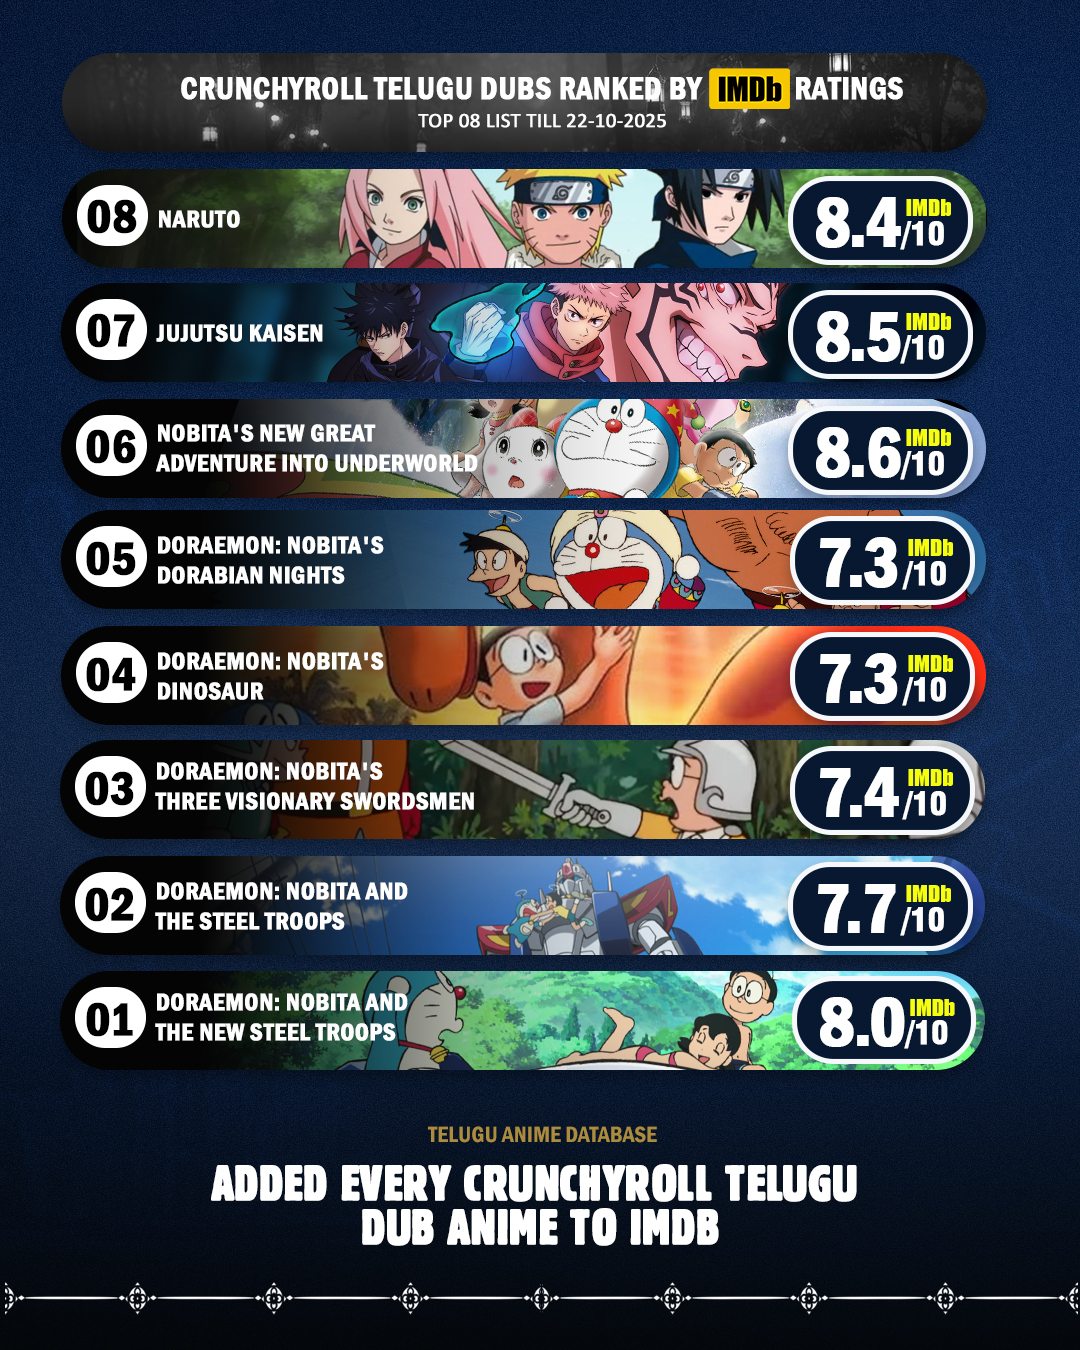 CRUNCHYROLL TELUGU DUBS RANKED BY IMDb RATINGS
TOP 08 LIST TILL 22-10-2025
08 NARUTO
8.4 IMDb /10
07 JUJUTSU KAISEN
8.5 IMDb /10
06 NOBITA'S NEW GREAT
ADVENTURE INTO UNDERWORLD
8.6 IMDb /10
05 DORAEMON: NOBITA'S
DORABIAN NIGHTS
7.3 IMDb /10
04 DORAEMON: NOBITA'S
DINOSAUR
7.3 IMDb /10
03 DORAEMON: NOBITA'S
THREE VISIONARY SWORDSMEN
7.4 IMDb /10
02 DORAEMON: NOBITA AND
THE STEEL TROOPS
7.7 IMDb /10
01 DORAEMON: NOBITA AND
THE NEW STEEL TROOPS
8.0 IMDb /10
TELUGU ANIME DATABASE
ADDED EVERY CRUNCHYROLL TELUGU
DUB ANIME TO IMDB